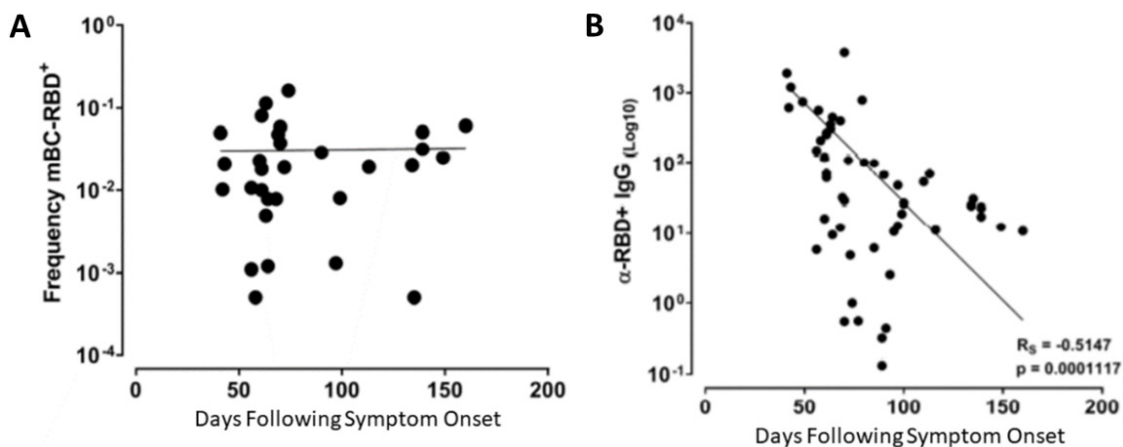 A
Frequency mBC-RBD⁺
10⁰
10⁻¹
10⁻²
10⁻³
10⁻⁴
0 50 100 150 200
Days Following Symptom Onset
B
α-RBD+ IgG (Log10)
10⁴
10³
10²
10¹
10⁰
10⁻¹
R_S = -0.5147
p = 0.0001117
0 50 100 150 200
Days Following Symptom Onset